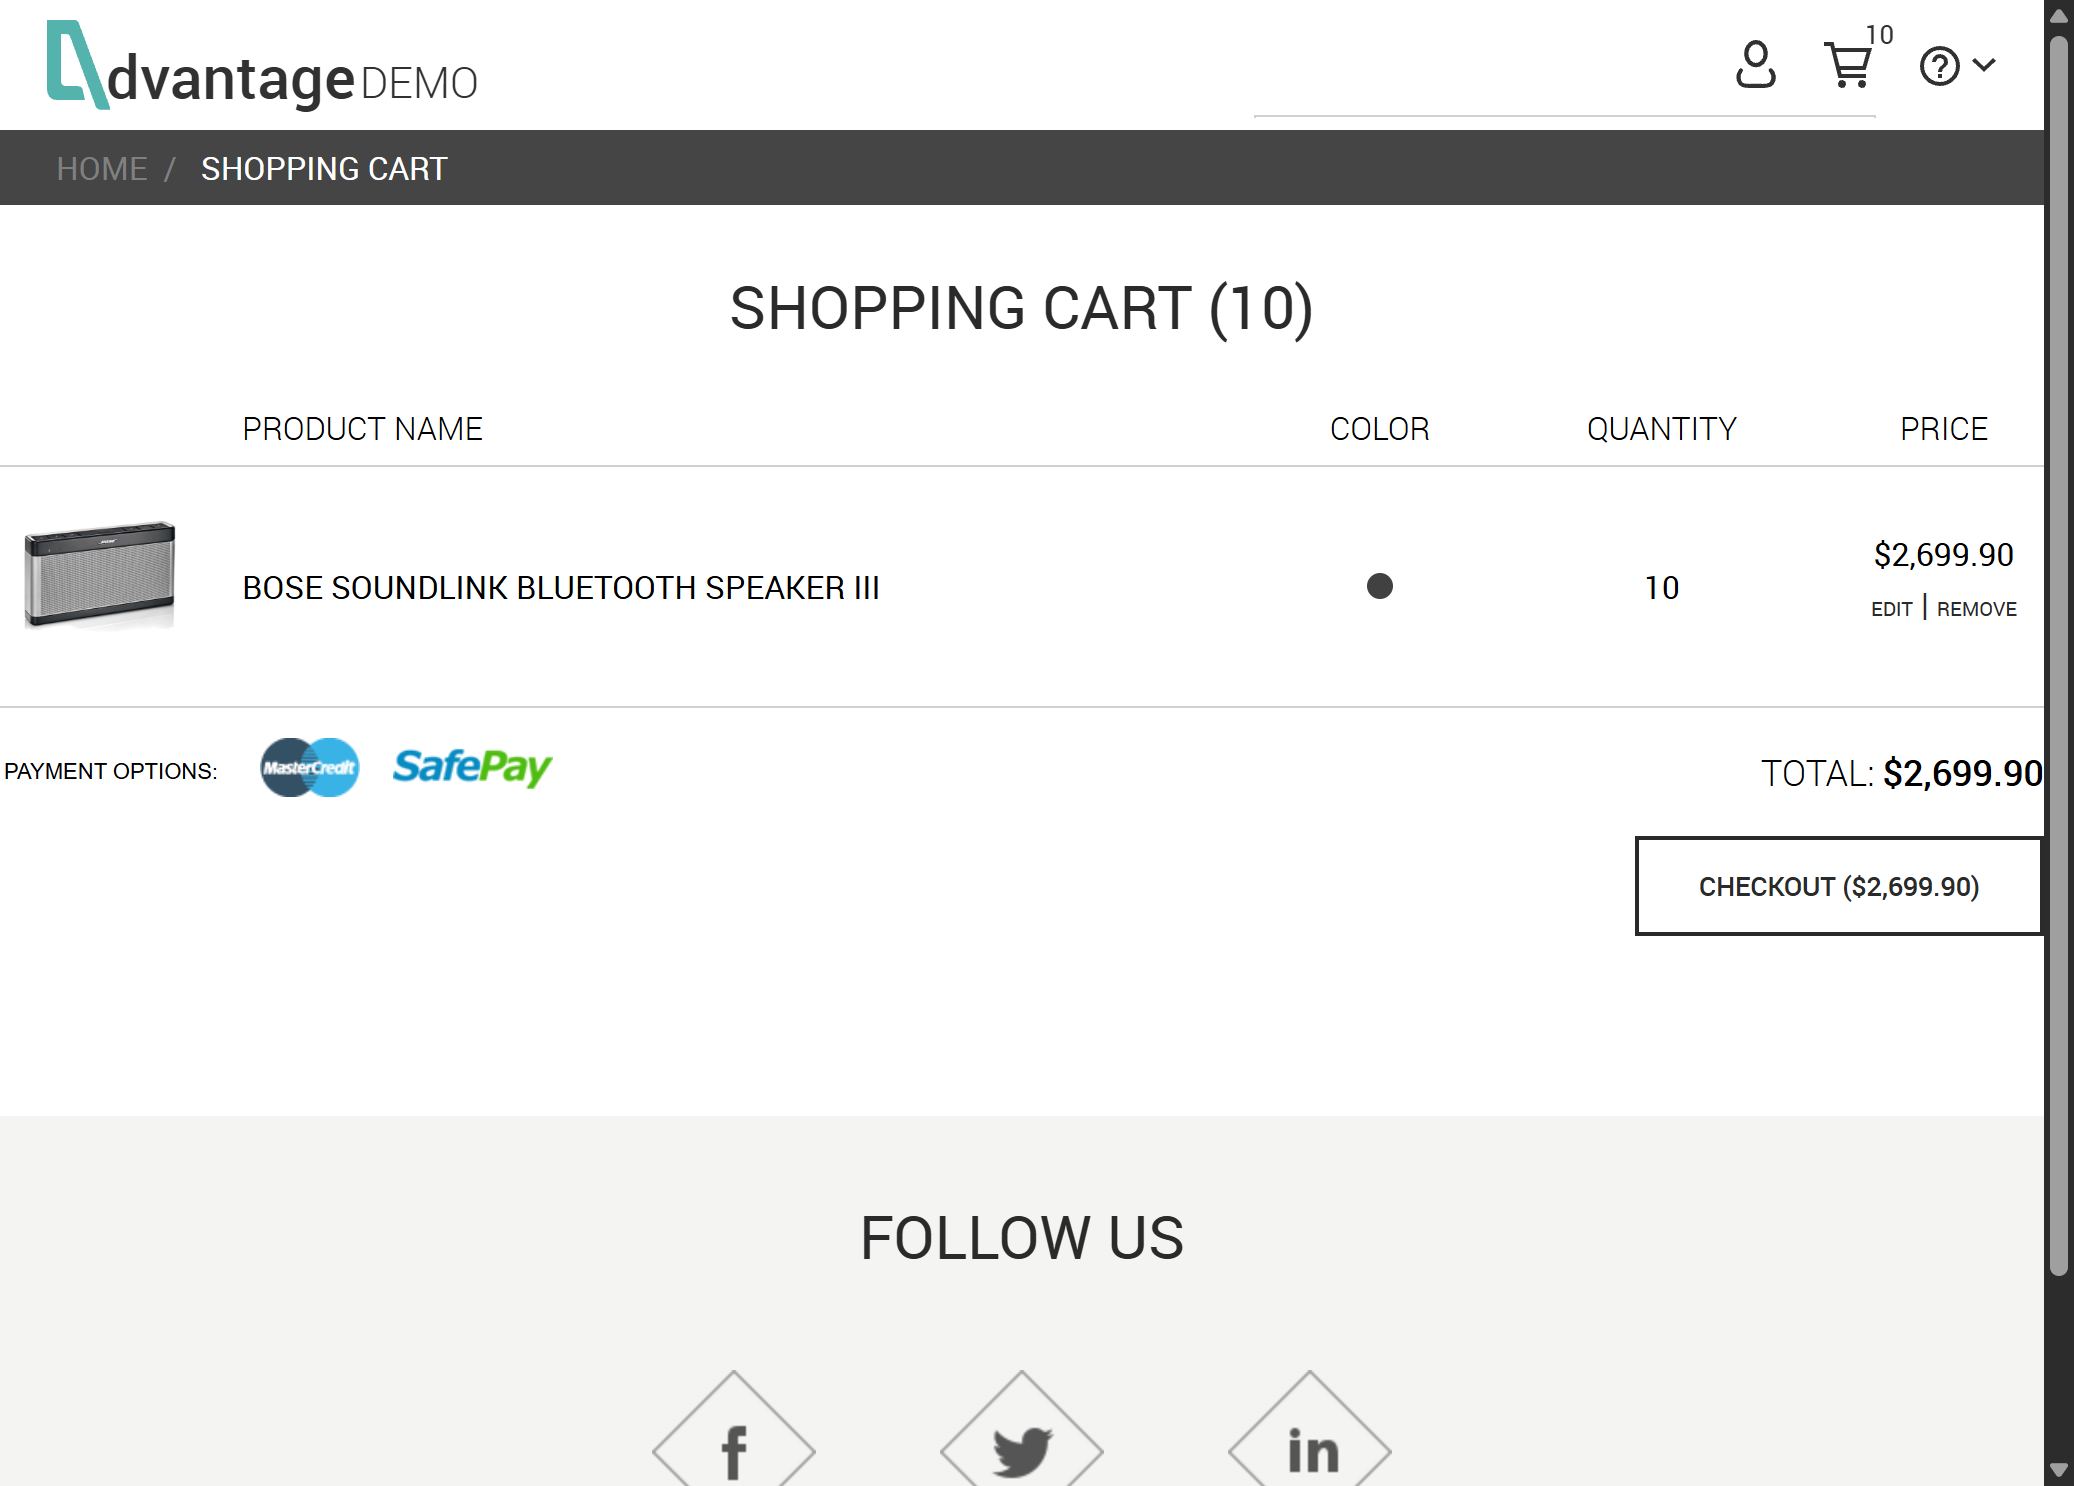 dvantage DEMO
10
HOME / SHOPPING CART
SHOPPING CART (10)
PRODUCT NAME COLOR QUANTITY PRICE
BOSE SOUNDLINK BLUETOOTH SPEAKER III 10 $2,699.90
EDIT | REMOVE
PAYMENT OPTIONS: MasterCredit SafePay TOTAL: $2,699.90
CHECKOUT ($2,699.90)
FOLLOW US
f in